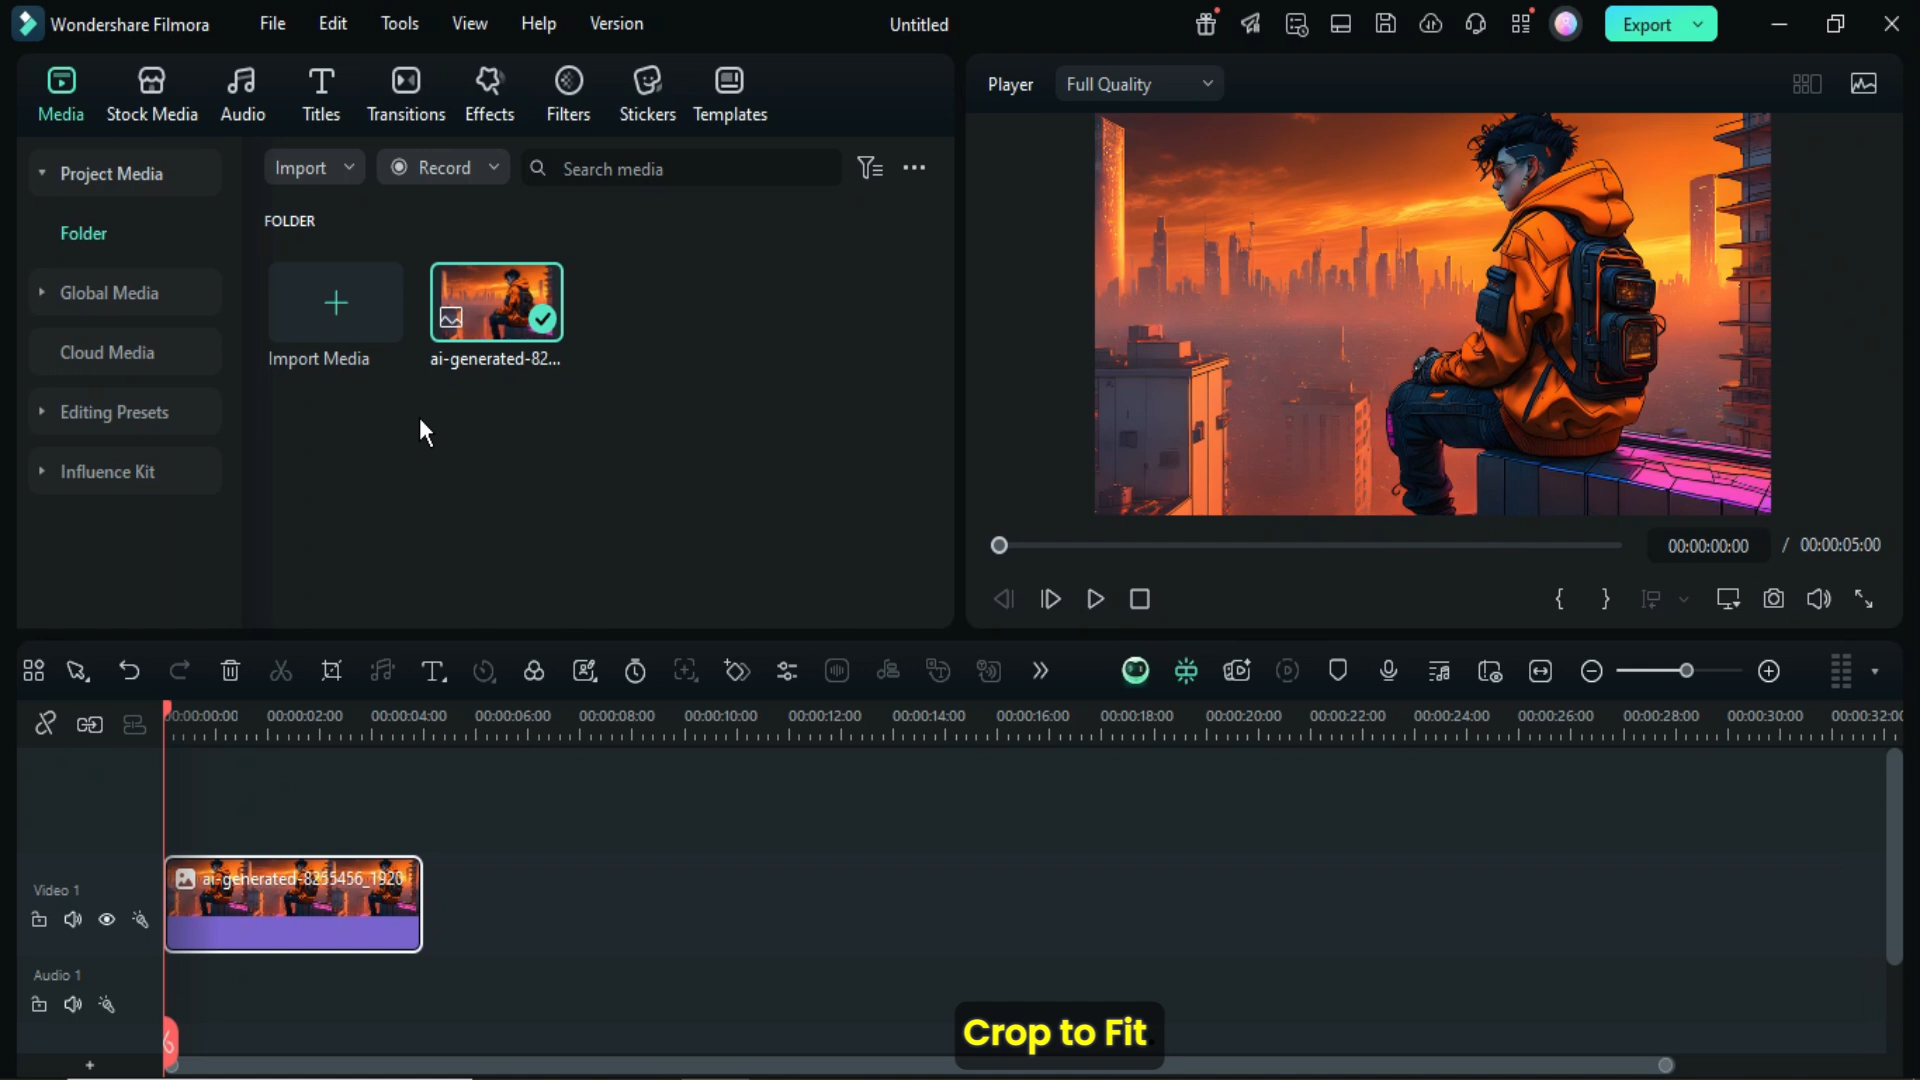 Wondershare Filmora
File Edit Tools View Help Version
Untitled
Export
Media Stock Media Audio Titles Transitions Effects Filters Stickers Templates
Player Full Quality
Project Media
Folder
Global Media
Cloud Media
Editing Presets
Influence Kit
Import Record Search media
FOLDER
Import Media ai-generated-82...
00:00:00:00 / 00:00:05:00
00:00:00:00 00:00:02:00 00:00:04:00 00:00:06:00 00:00:08:00 00:00:10:00 00:00:12:00 00:00:14:00 00:00:16:00 00:00:18:00 00:00:20:00 00:00:22:00 00:00:24:00 00:00:26:00 00:00:28:00 00:00:30:00 00:00:32:00
ai-generated-8255456_1920
Video 1
Audio 1
Crop to Fit.